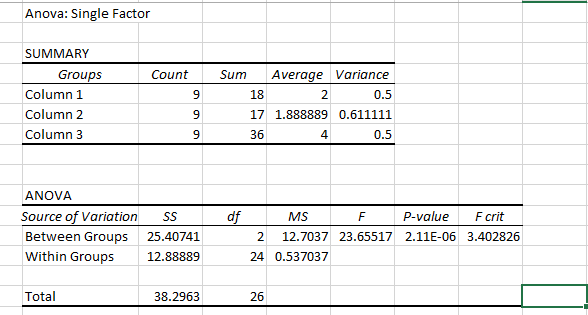 Anova: Single Factor
SUMMARY
Groups Count Sum Average Variance
Column 1 9 18 2 0.5
Column 2 9 17 1.888889 0.611111
Column 3 9 36 4 0.5
ANOVA
Source of Variation SS df MS F P-value F crit
Between Groups 25.40741 2 12.7037 23.65517 2.11E-06 3.402826
Within Groups 12.88889 24 0.537037
Total 38.2963 26